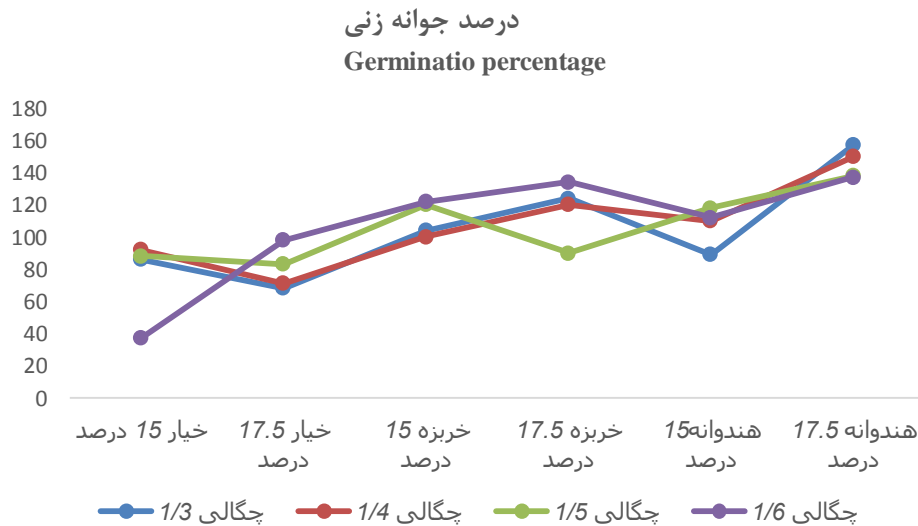 درصد جوانه زنی
Germinatio percentage
180
160
140
120
100
80
60
40
20
0
خیار 15 درصد
خیار 17.5
درصد
خربزه 15
درصد
خربزه 17.5
درصد
هندوانه15
درصد
هندوانه 17.5
درصد
چگالی 1/3
چگالی 1/4
چگالی 1/5
چگالی 1/6